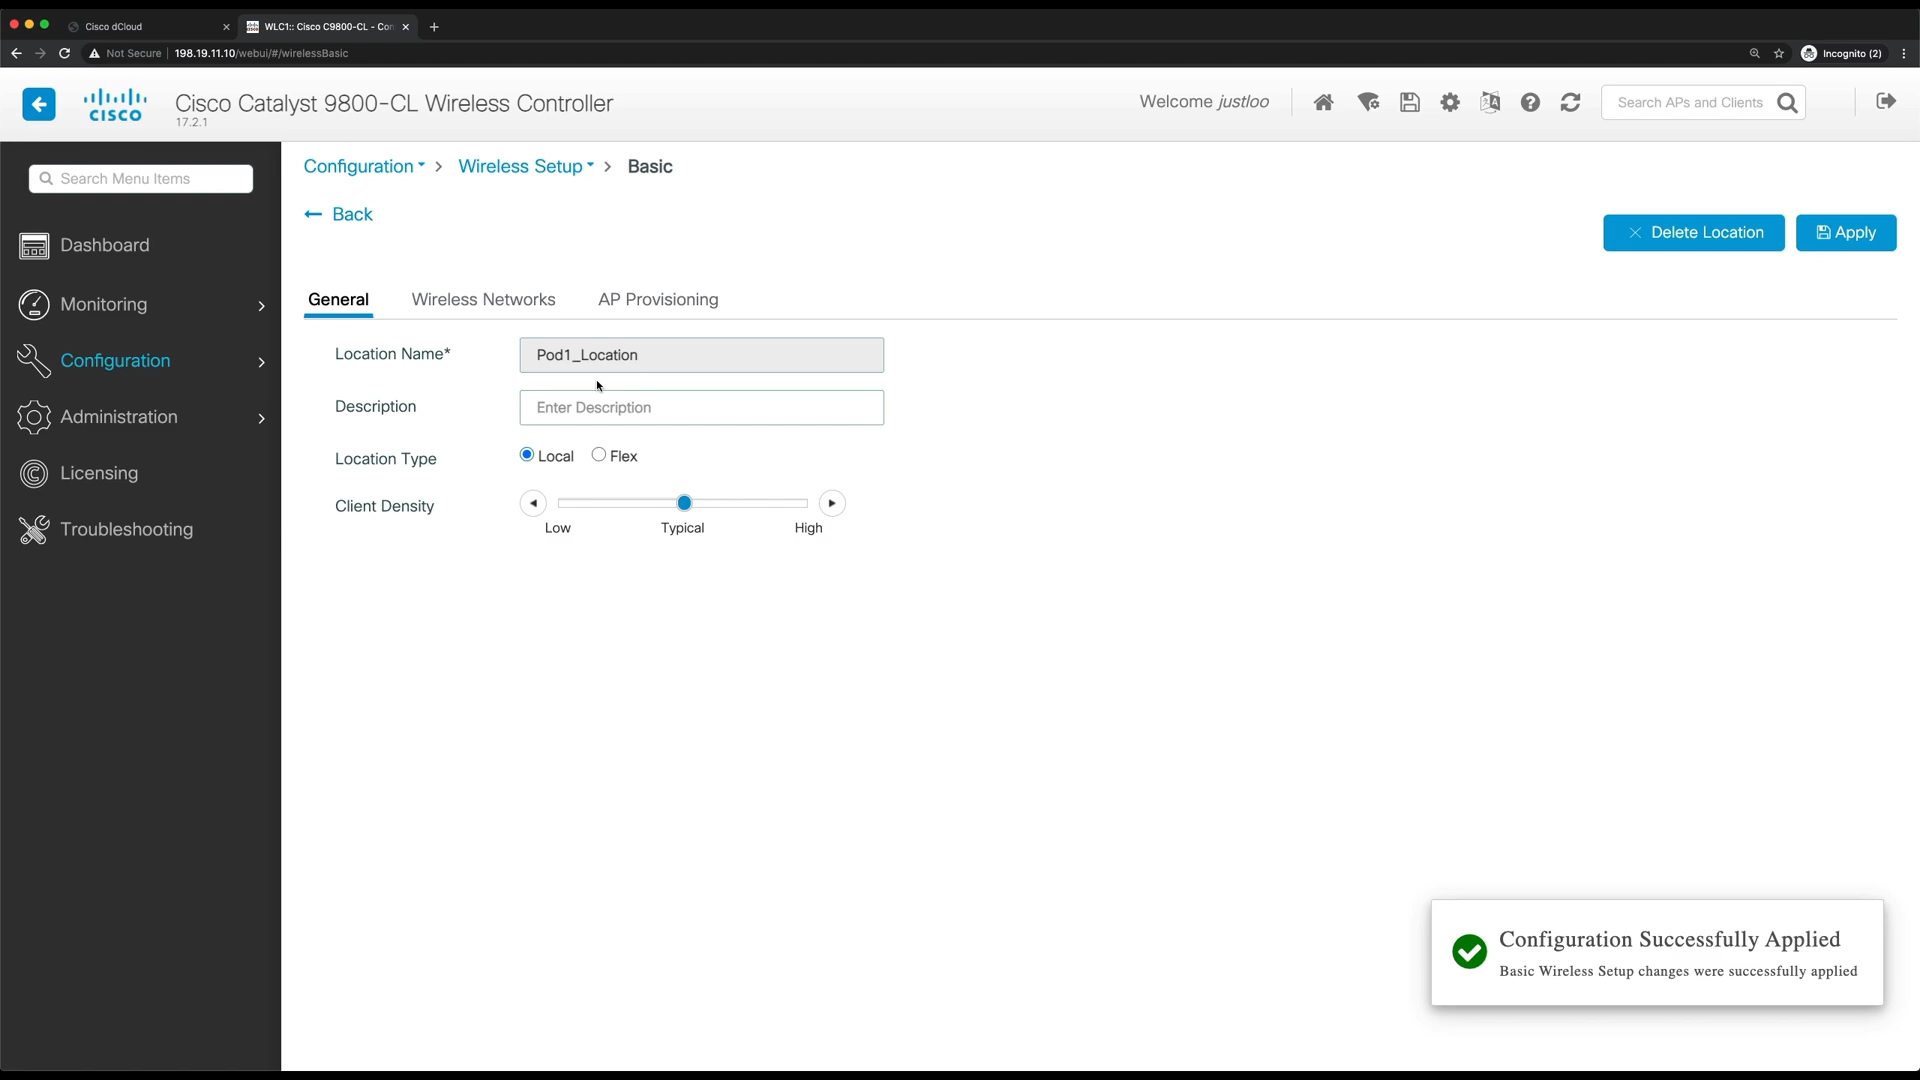 Cisco dCloud
WLC1:: Cisco C9800-CL - Con
Not Secure 198.19.11.10/webui/#/wirelessBasic
Incognito (2)
CISCO
Cisco Catalyst 9800-CL Wireless Controller
17.2.1
Welcome justloo
Search APs and Clients
Search Menu Items
Dashboard
Monitoring
Configuration
Administration
Licensing
Troubleshooting
Configuration > Wireless Setup > Basic
← Back
Delete Location
Apply
General
Wireless Networks
AP Provisioning
Location Name*
Pod1_Location
Description
Enter Description
Location Type
Local
Flex
Client Density
Low
Typical
High
Configuration Successfully Applied
Basic Wireless Setup changes were successfully applied